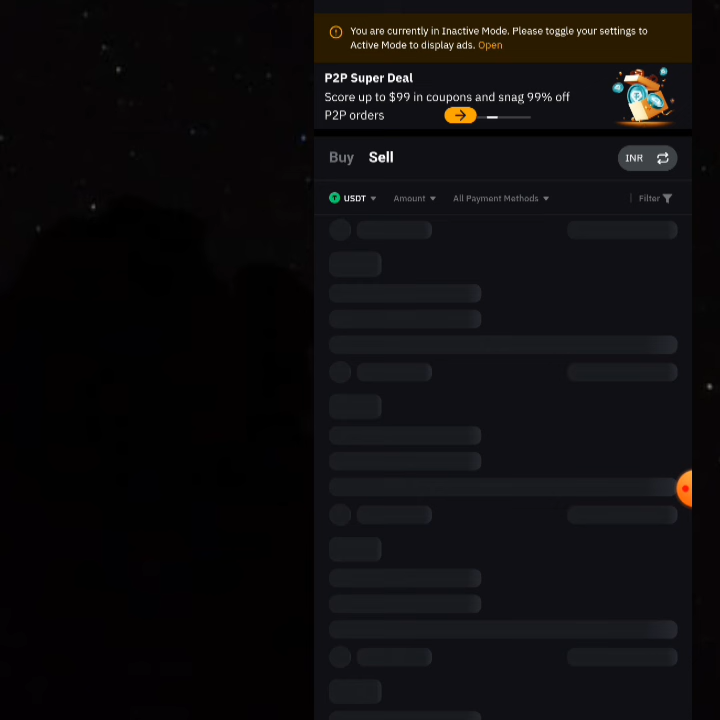 You are currently in Inactive Mode. Please toggle your settings to
Active Mode to display ads. Open
P2P Super Deal
Score up to $99 in coupons and snag 99% off
P2P orders
Buy Sell INR
USDT Amount All Payment Methods Filter